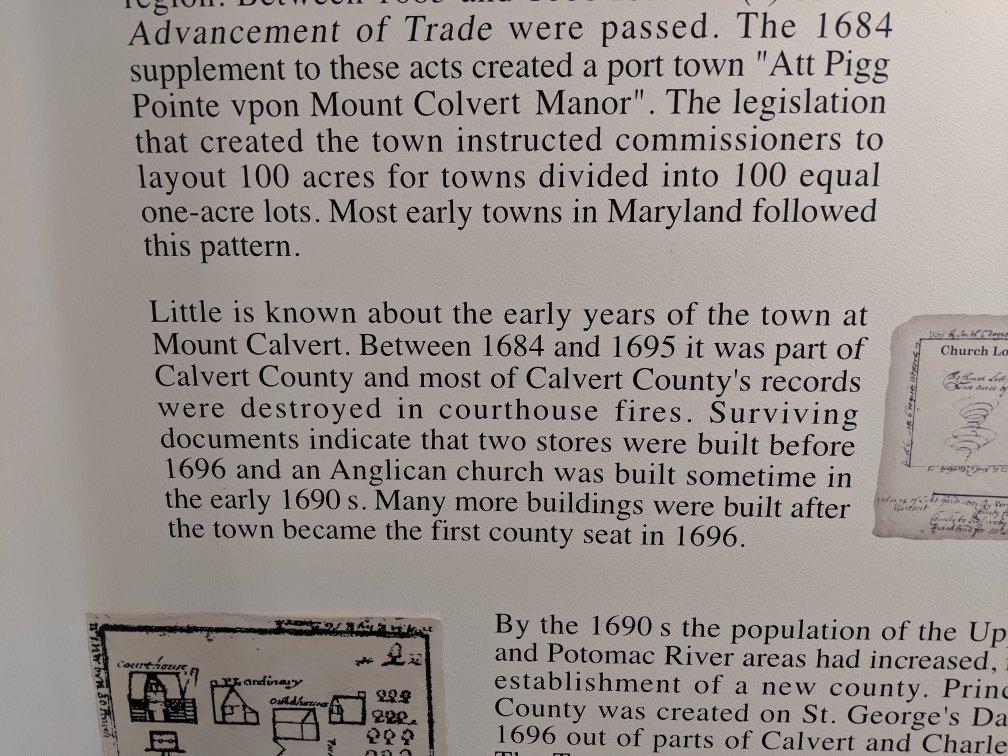 region. Between 1683 and
Advancement of Trade were passed. The 1684
supplement to these acts created a port town "Att Pigg
Pointe vpon Mount Colvert Manor". The legislation
that created the town instructed commissioners to
layout 100 acres for towns divided into 100 equal
one-acre lots. Most early towns in Maryland followed
this pattern.
Little is known about the early years of the town at
Mount Calvert. Between 1684 and 1695 it was part of
Calvert County and most of Calvert County's records
were destroyed in courthouse fires. Surviving
documents indicate that two stores were built before
1696 and an Anglican church was built sometime in
the early 1690 s. Many more buildings were built after
the town became the first county seat in 1696.
Church Lo
courthouse
ordinary
By the 1690 s the population of the Up
and Potomac River areas had increased,
establishment of a new county. Princ
County was created on St. George's Da
1696 out of parts of Calvert and Charl